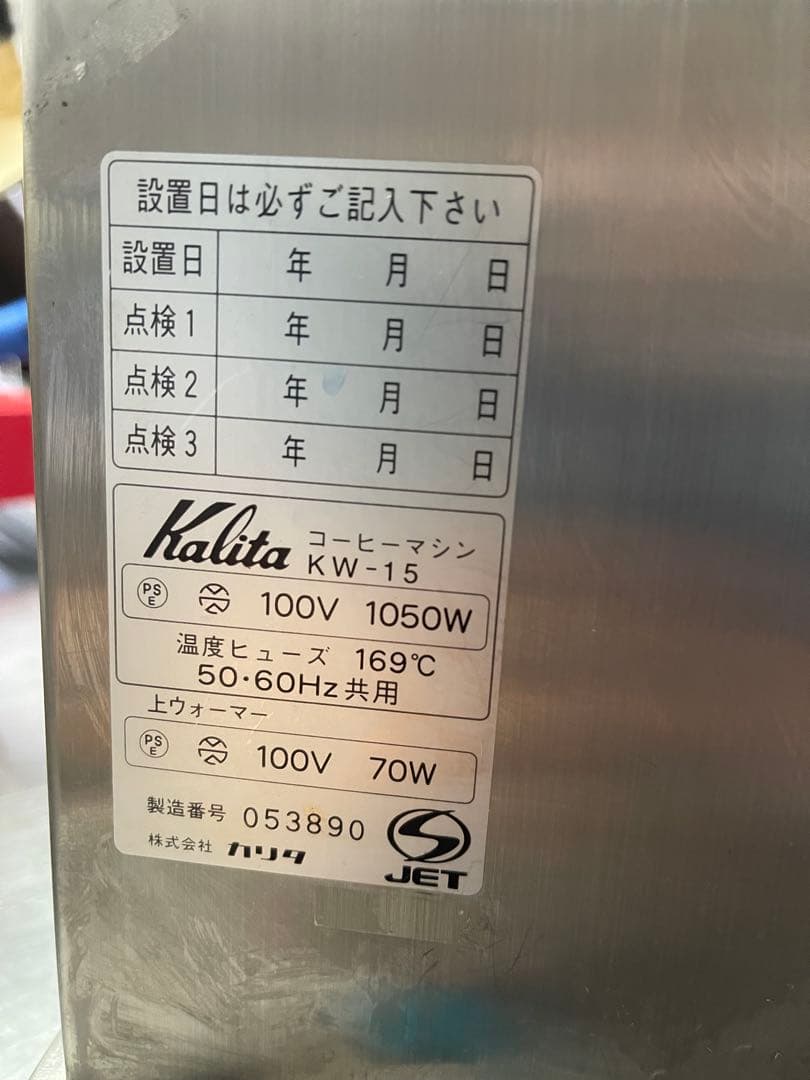 設置日は必ずご記入下さい
設置日 年 月 日
点検1 年 月 日
点検2 年 月 日
点検3 年 月 日
Kalita コーヒーマシン
KW-15
PSE 100V 1050W
温度ヒューズ 169℃
50・60Hz共用
上ウォーマー
PSE 100V 70W
製造番号 053890
株式会社 カリタ
JET